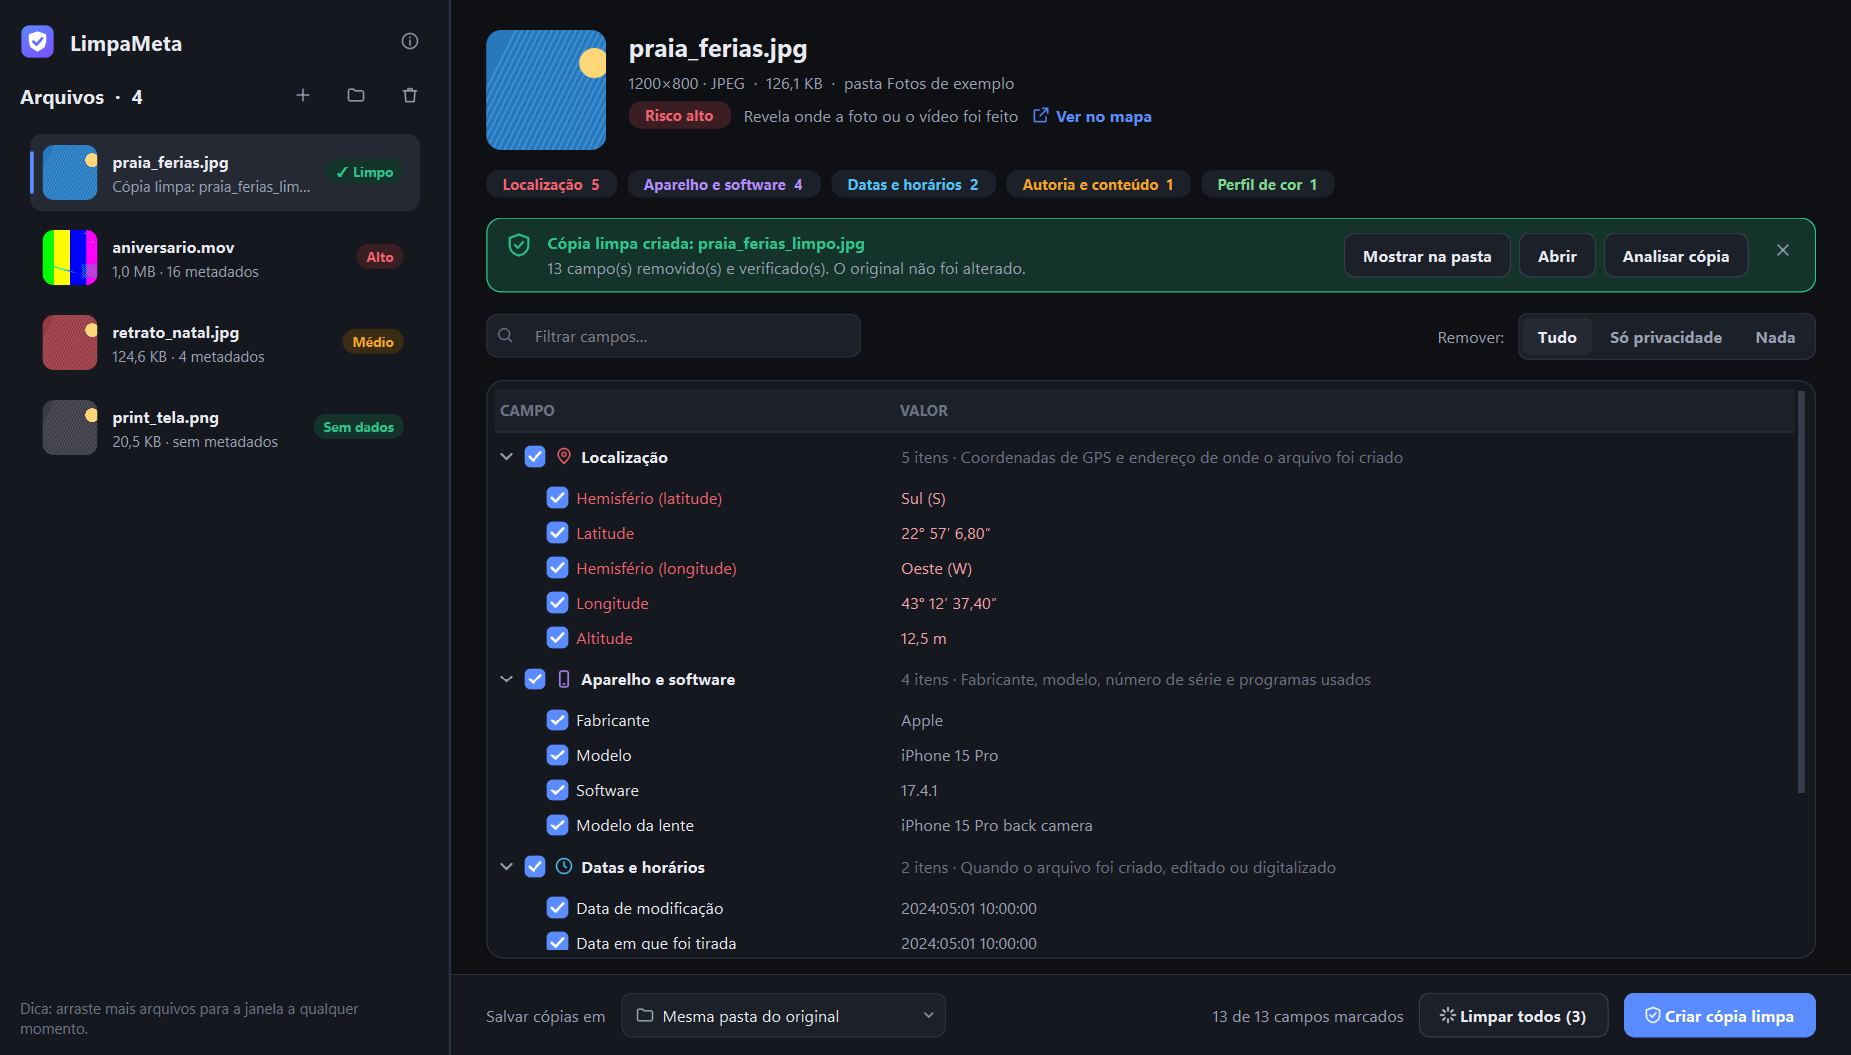 LimpaMeta
Arquivos · 4
praia_ferias.jpg
Cópia limpa: praia_ferias_lim...
✓ Limpo
aniversario.mov
1,0 MB · 16 metadados
Alto
retrato_natal.jpg
124,6 KB · 4 metadados
Médio
print_tela.png
20,5 KB · sem metadados
Sem dados
Dica: arraste mais arquivos para a janela a qualquer
momento.
praia_ferias.jpg
1200×800 · JPEG · 126,1 KB · pasta Fotos de exemplo
Risco alto Revela onde a foto ou o vídeo foi feito Ver no mapa
Localização 5 Aparelho e software 4 Datas e horários 2 Autoria e conteúdo 1 Perfil de cor 1
Cópia limpa criada: praia_ferias_limpo.jpg
13 campo(s) removido(s) e verificado(s). O original não foi alterado.
Mostrar na pasta Abrir Analisar cópia
Filtrar campos...
Remover: Tudo Só privacidade Nada
CAMPO VALOR
Localização 5 itens · Coordenadas de GPS e endereço de onde o arquivo foi criado
Hemisfério (latitude) Sul (S)
Latitude 22° 57′ 6,80″
Hemisfério (longitude) Oeste (W)
Longitude 43° 12′ 37,40″
Altitude 12,5 m
Aparelho e software 4 itens · Fabricante, modelo, número de série e programas usados
Fabricante Apple
Modelo iPhone 15 Pro
Software 17.4.1
Modelo da lente iPhone 15 Pro back camera
Datas e horários 2 itens · Quando o arquivo foi criado, editado ou digitalizado
Data de modificação 2024:05:01 10:00:00
Data em que foi tirada 2024:05:01 10:00:00
Salvar cópias em Mesma pasta do original 13 de 13 campos marcados Limpar todos (3) Criar cópia limpa